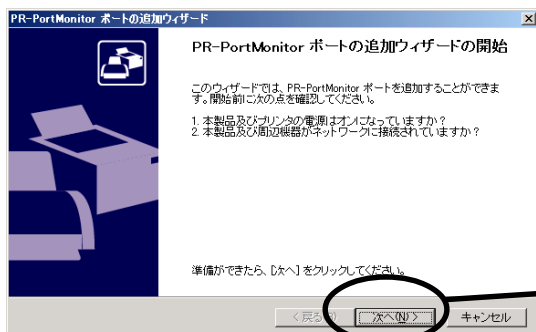 PR-PortMonitor ポートの追加ウィザード
PR-PortMonitor ポートの追加ウィザードの開始
このウィザードでは、PR-PortMonitor ポートを追加することができま
す。開始前に次の点を確認してください。
1. 本製品及びプリンタの電源はオンになっていますか？
2. 本製品及び周辺機器がネットワークに接続されていますか？
準備ができたら、[次へ] をクリックしてください。
< 戻る 次へ(N) > キャンセル